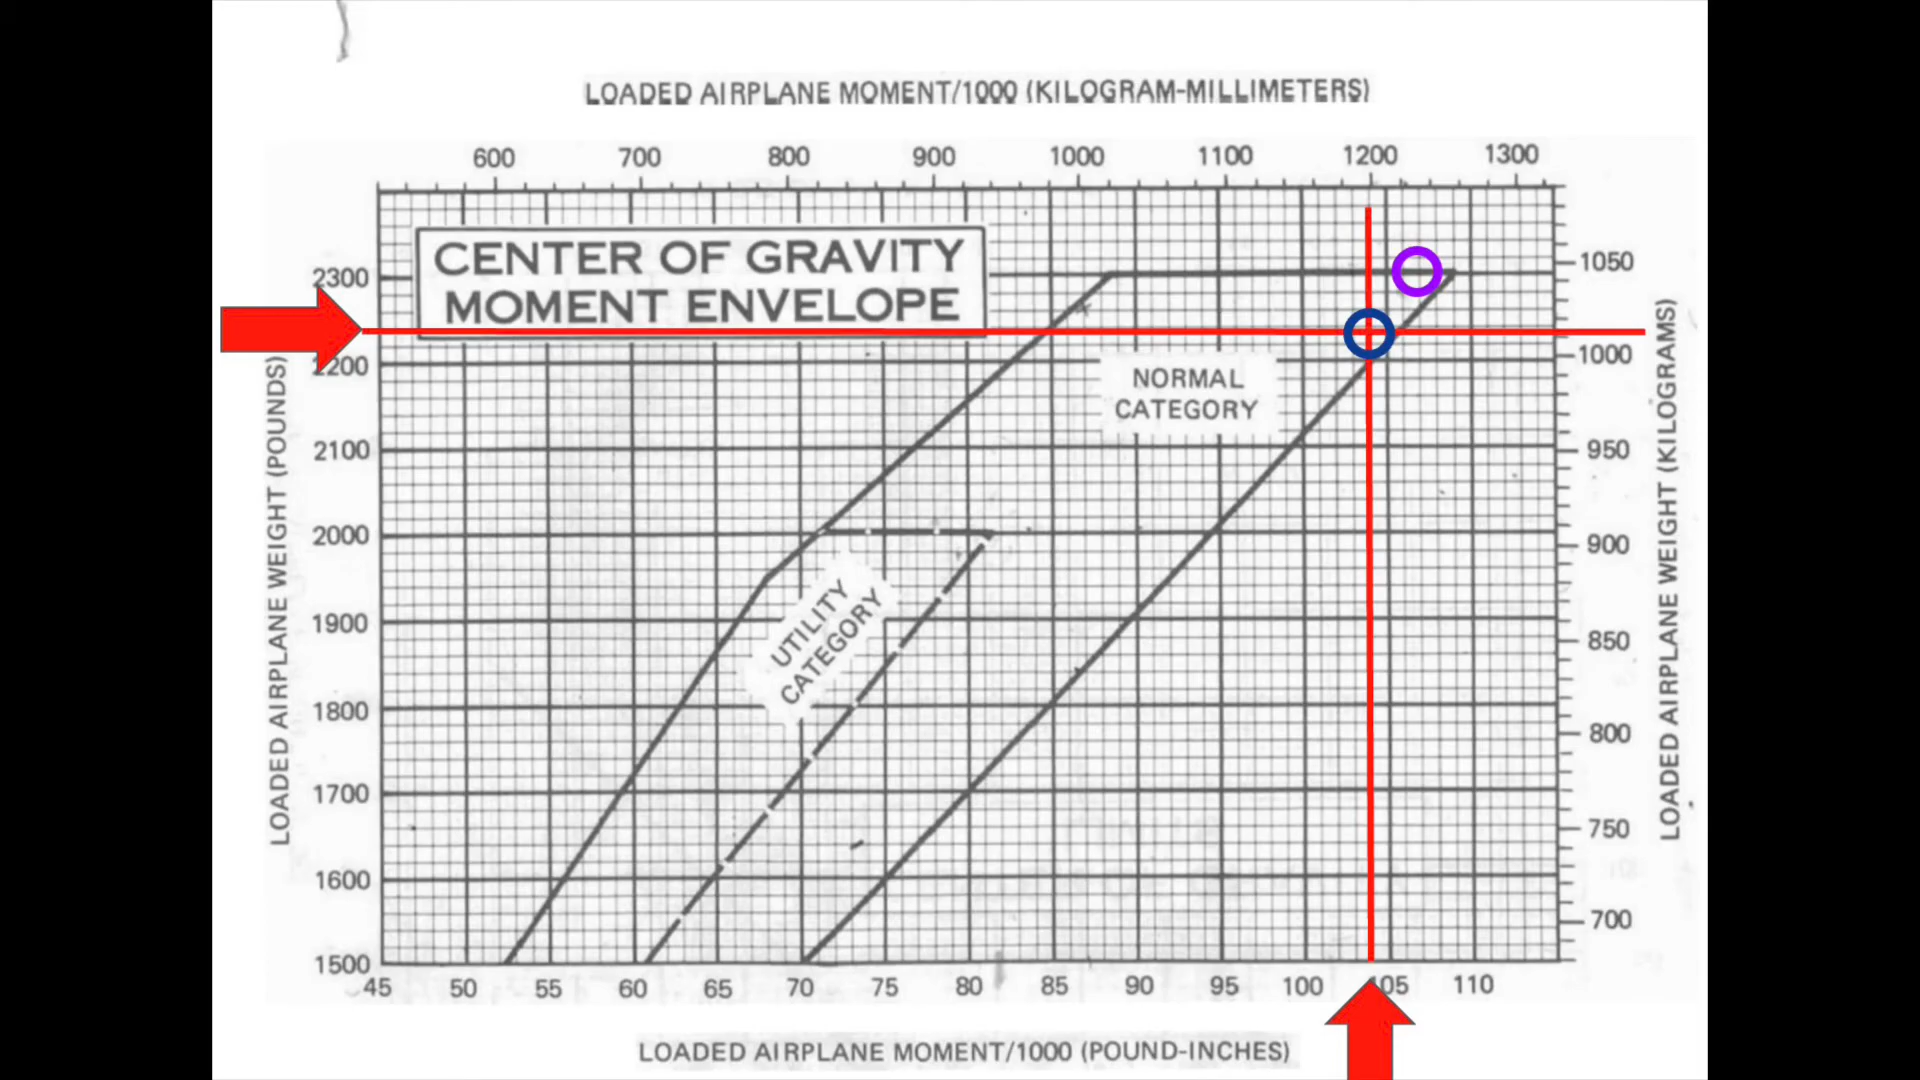 LOADED AIRPLANE MOMENT/1000 (KILOGRAM-MILLIMETERS)
600 700 800 900 1000 1100 1200 1300
CENTER OF GRAVITY
MOMENT ENVELOPE
2300
2200
2100
2000
1900
1800
1700
1600
1500
LOADED AIRPLANE WEIGHT (POUNDS)
NORMAL
CATEGORY
UTILITY
CATEGORY
1050
1000
950
900
850
800
750
700
LOADED AIRPLANE WEIGHT (KILOGRAMS)
45 50 55 60 65 70 75 80 85 90 95 100 105 110
LOADED AIRPLANE MOMENT/1000 (POUND-INCHES)